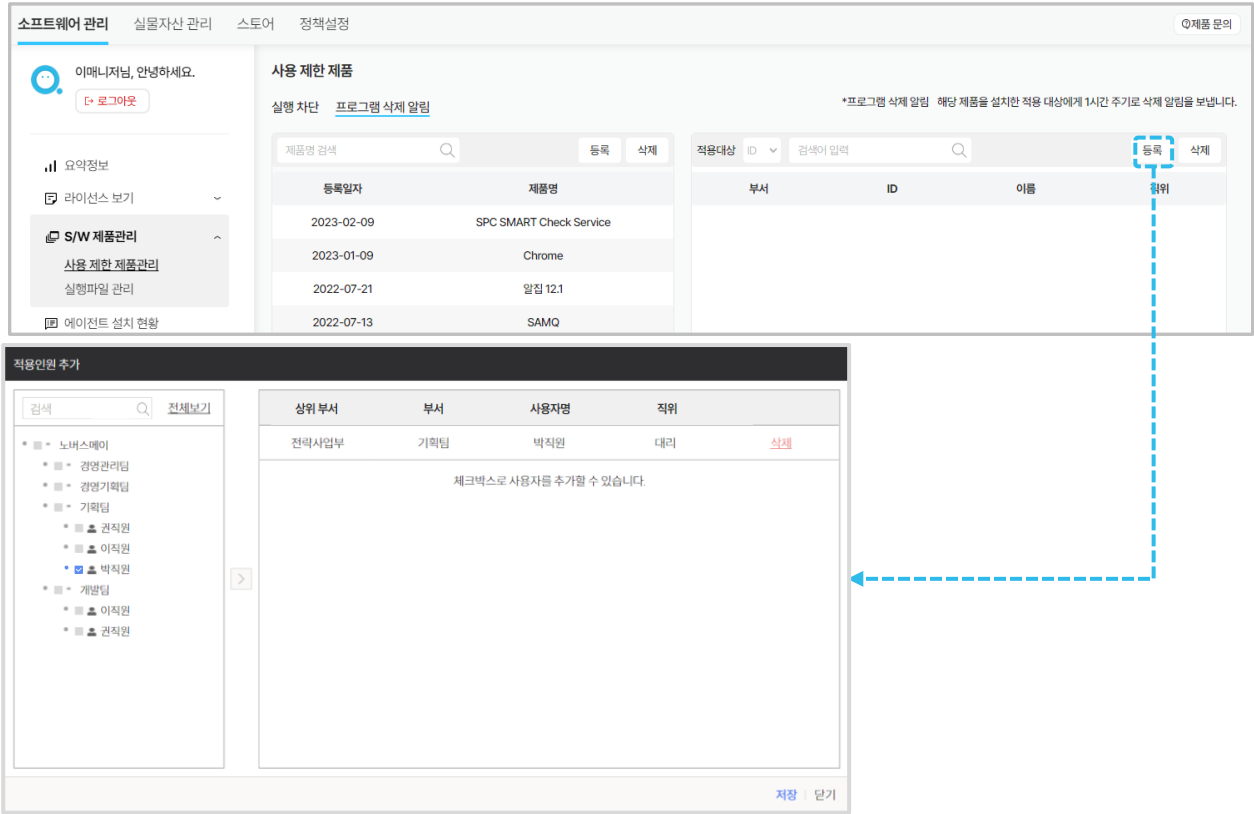 소프트웨어 관리 실물자산 관리 스토어 정책설정 제품 문의
이매니저님, 안녕하세요.
로그아웃
요약정보
라이선스 보기
S/W 제품관리
사용 제한 제품관리
실행파일 관리
에이전트 설치 현황
사용 제한 제품
실행 차단 프로그램 삭제 알림
*프로그램 삭제 알림 해당 제품을 설치한 적용 대상에게 1시간 주기로 삭제 알림을 보냅니다.
제품명 검색 등록 삭제
등록일자 제품명
2023-02-09 SPC SMART Check Service
2023-01-09 Chrome
2022-07-21 알집 12.1
2022-07-13 SAMQ
적용대상 ID 검색어 입력 등록 삭제
부서 ID 이름 직위
적용인원 추가
검색 전체보기
노버스메이
경영관리팀
경영기획팀
기획팀
권직원
이직원
박직원
개발팀
이직원
권직원
상위 부서 부서 사용자명 직위
전략사업부 기획팀 박직원 대리 삭제
체크박스로 사용자를 추가할 수 있습니다.
저장 닫기